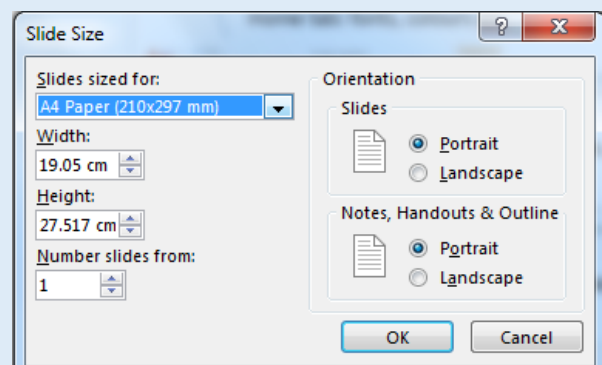 Slide Size
Slides sized for:
A4 Paper (210x297 mm)
Width:
19.05 cm
Height:
27.517 cm
Number slides from:
1
Orientation
Slides
Portrait
Landscape
Notes, Handouts & Outline
Portrait
Landscape
OK
Cancel